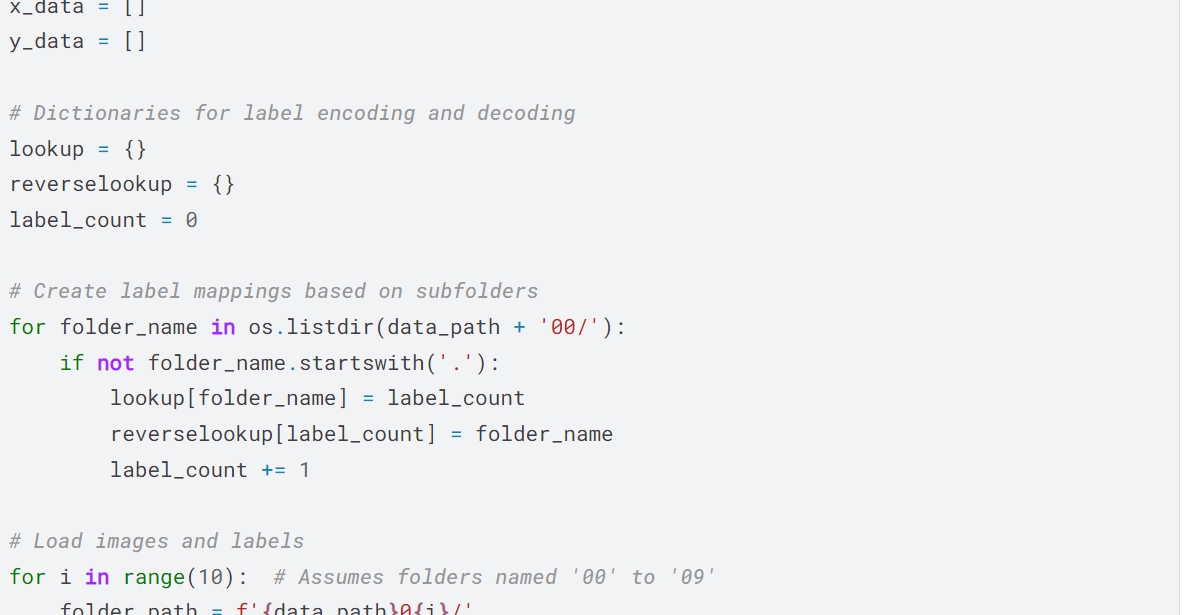 x_data = []
y_data = []
# Dictionaries for label encoding and decoding
lookup = {}
reverselookup = {}
label_count = 0
# Create label mappings based on subfolders
for folder_name in os.listdir(data_path + '00/'):
    if not folder_name.startswith('.'):
        lookup[folder_name] = label_count
        reverselookup[label_count] = folder_name
        label_count += 1
# Load images and labels
for i in range(10):  # Assumes folders named '00' to '09'
    folder_path = f'{data_path}0{i}/'